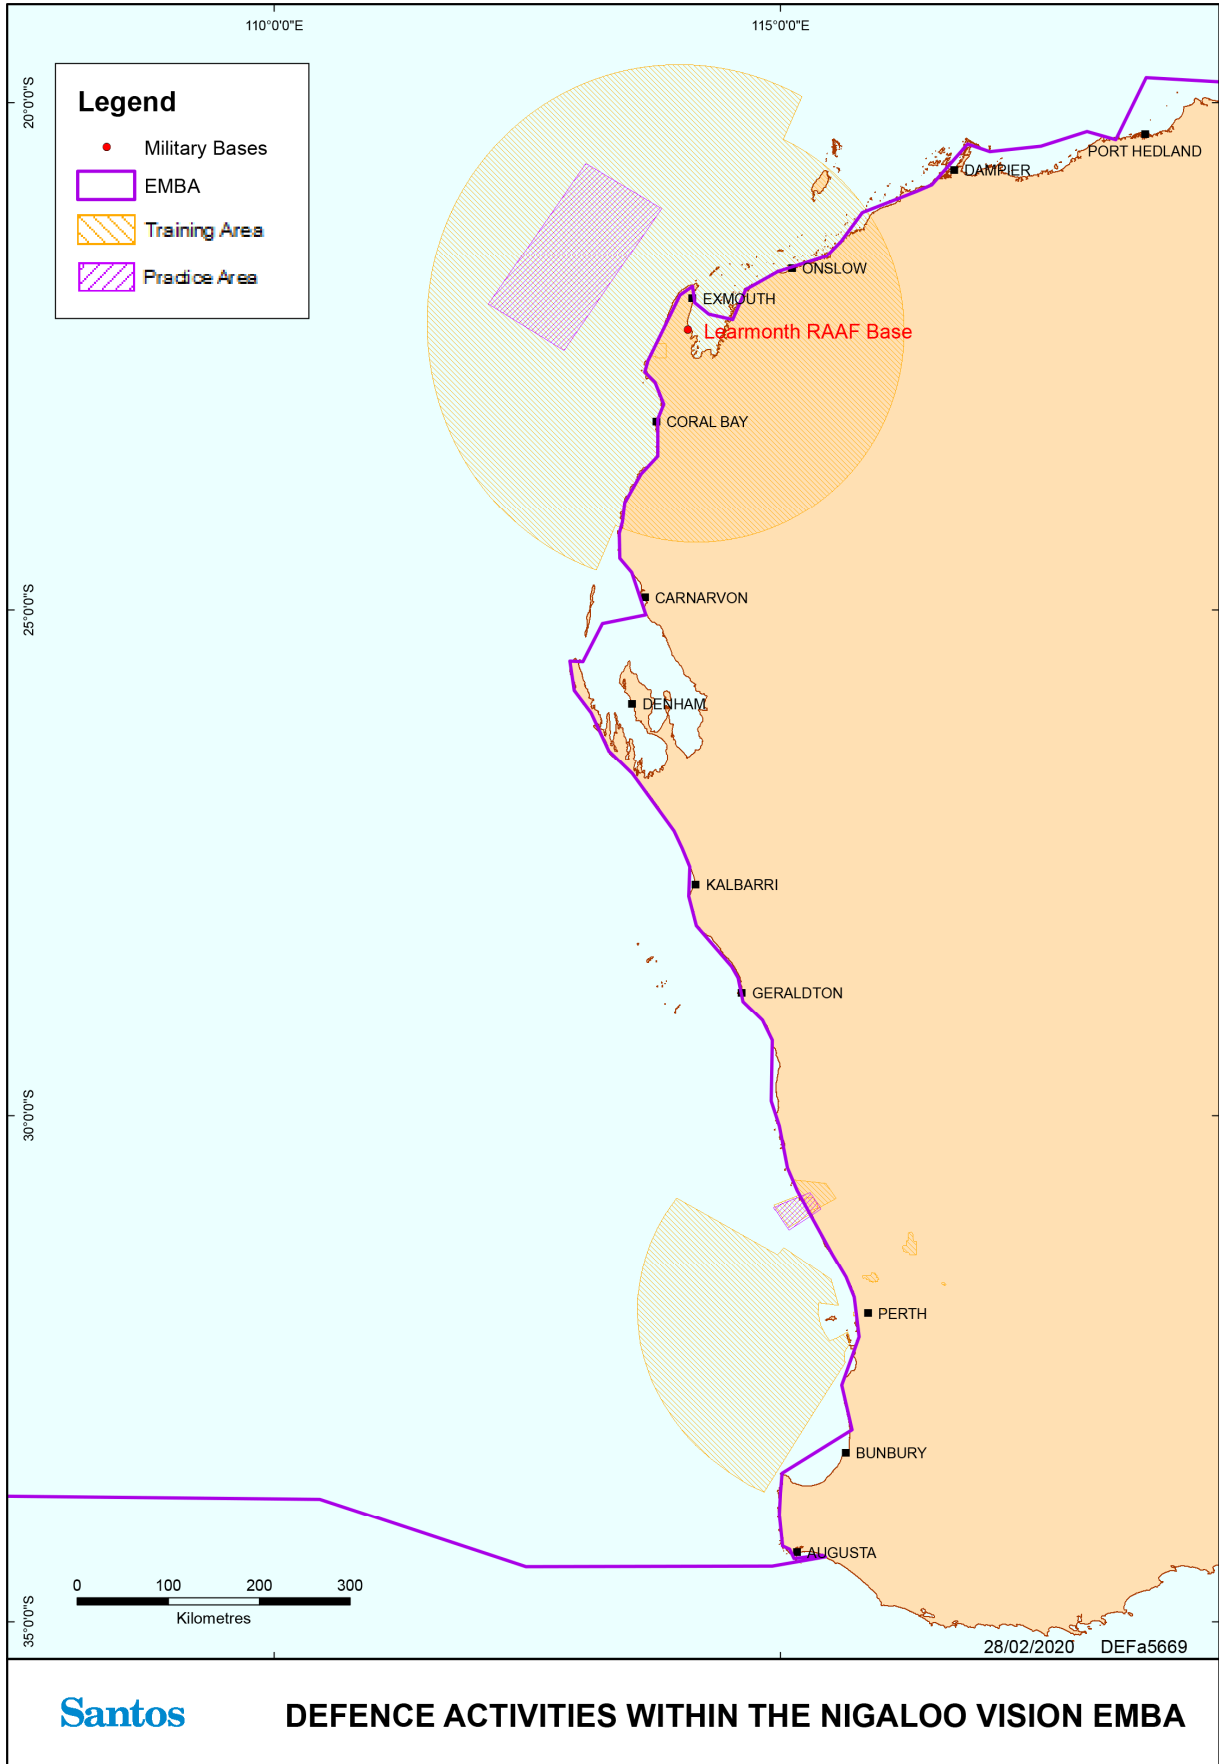 110°0'0"E
115°0'0"E
20°0'0"S
25°0'0"S
30°0'0"S
35°0'0"S
Legend
Military Bases
EMBA
Training Area
Practice Area
PORT HEDLAND
DAMPIER
ONSLOW
EXMOUTH
Learmonth RAAF Base
CORAL BAY
CARNARVON
DENHAM
KALBARRI
GERALDTON
PERTH
BUNBURY
AUGUSTA
0 100 200 300
Kilometres
28/02/2020 DEFa5669
Santos
DEFENCE ACTIVITIES WITHIN THE NIGALOO VISION EMBA